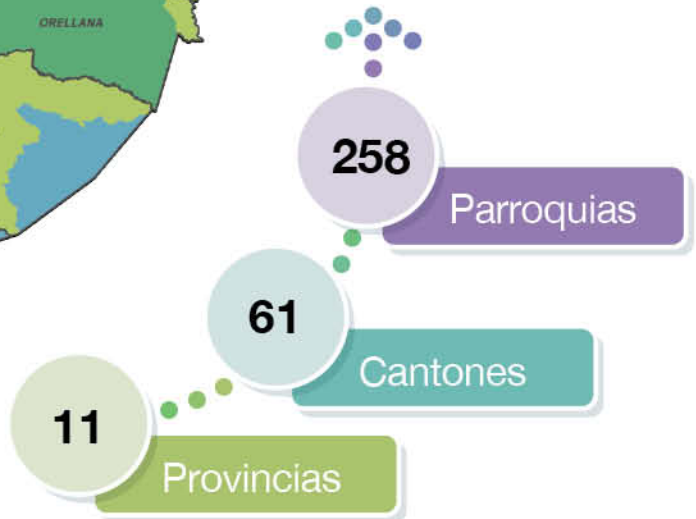 ORELLANA
258
Parroquias
61
Cantones
11
Provincias